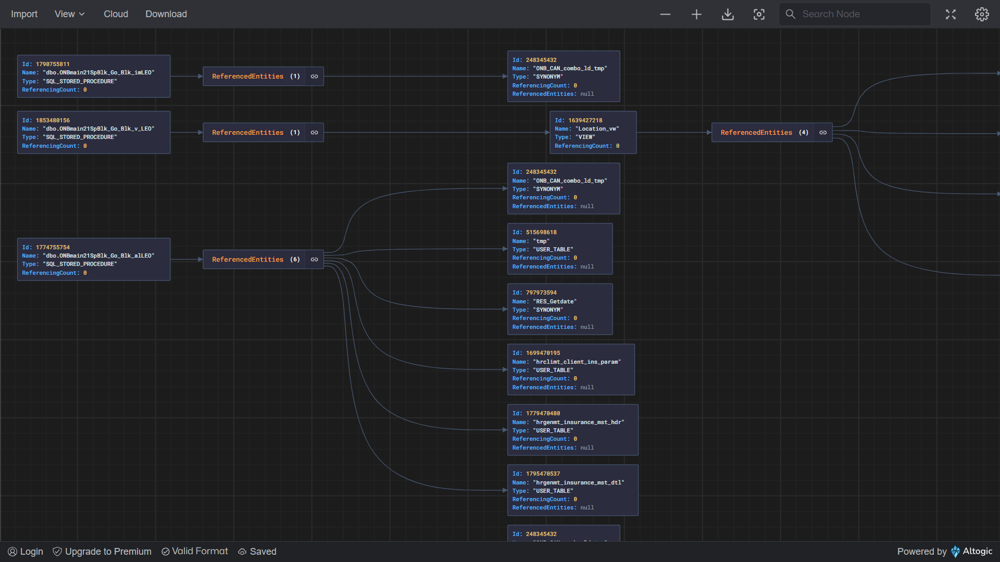 Import
View
Cloud
Download
Search Node
Id: 1790755811
Name: "dbo.ONBmain21SpBlk_Go_Blk_imLEO"
Type: "SQL_STORED_PROCEDURE"
ReferencingCount: 0
ReferencedEntities (1)
Id: 248345432
Name: "ONB_CAN_combo_ld_tmp"
Type: "SYNONYM"
ReferencingCount: 0
ReferencedEntities: null
Id: 1853480156
Name: "dbo.ONBmain21SpBlk_Go_Blk_v_LEO"
Type: "SQL_STORED_PROCEDURE"
ReferencingCount: 0
ReferencedEntities (1)
Id: 1639427218
Name: "Location_vw"
Type: "VIEW"
ReferencingCount: 0
ReferencedEntities (4)
Id: 248345432
Name: "ONB_CAN_combo_ld_tmp"
Type: "SYNONYM"
ReferencingCount: 0
ReferencedEntities: null
Id: 1774755754
Name: "dbo.ONBmain21SpBlk_Go_Blk_alLEO"
Type: "SQL_STORED_PROCEDURE"
ReferencingCount: 0
ReferencedEntities (6)
Id: 515698618
Name: "tmp"
Type: "USER_TABLE"
ReferencingCount: 0
ReferencedEntities: null
Id: 797973594
Name: "RES_Getdate"
Type: "SYNONYM"
ReferencingCount: 0
ReferencedEntities: null
Id: 1699470195
Name: "hrclimt_client_ins_param"
Type: "USER_TABLE"
ReferencingCount: 0
ReferencedEntities: null
Id: 1779470480
Name: "hrgenmt_insurance_mst_hdr"
Type: "USER_TABLE"
ReferencingCount: 0
ReferencedEntities: null
Id: 1795470537
Name: "hrgenmt_insurance_mst_dtl"
Type: "USER_TABLE"
ReferencingCount: 0
ReferencedEntities: null
Id: 248345432
Login
Upgrade to Premium
Valid Format
Saved
Powered by Altogic